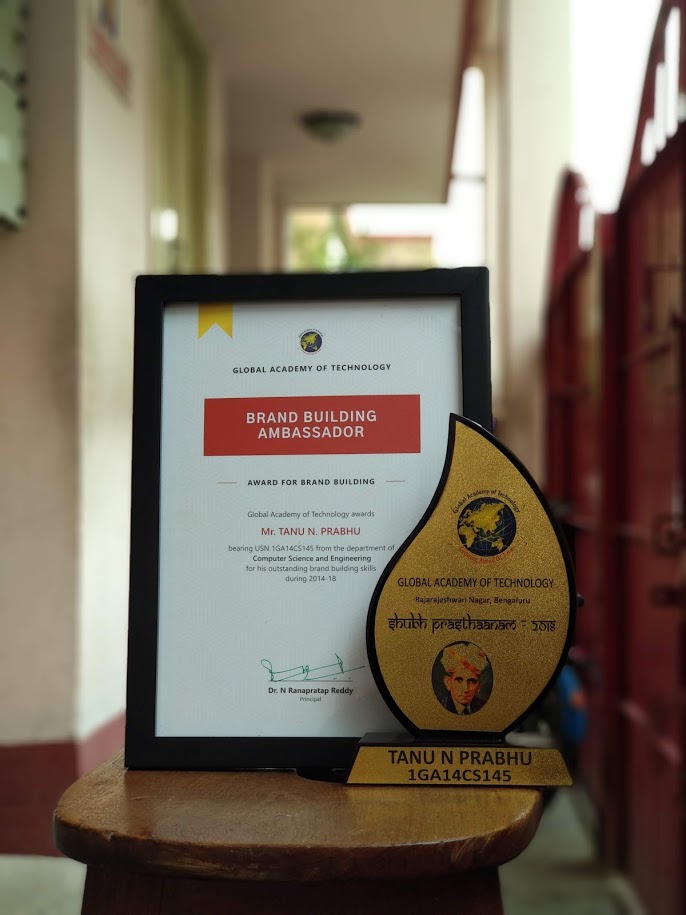 GLOBAL ACADEMY OF TECHNOLOGY
BRAND BUILDING
AMBASSADOR
AWARD FOR BRAND BUILDING
Global Academy of Technology awards
Mr. TANU N. PRABHU
bearing USN 1GA14CS145 from the department of
Computer Science and Engineering
for his outstanding brand building skills
during 2014-18
Dr. N Ranapratap Reddy
Principal
Global Academy of Technology
GLOBAL ACADEMY OF TECHNOLOGY
Rajarajeshwari Nagar, Bengaluru
Shubh Prasthaanam - 2018
TANU N PRABHU
1GA14CS145